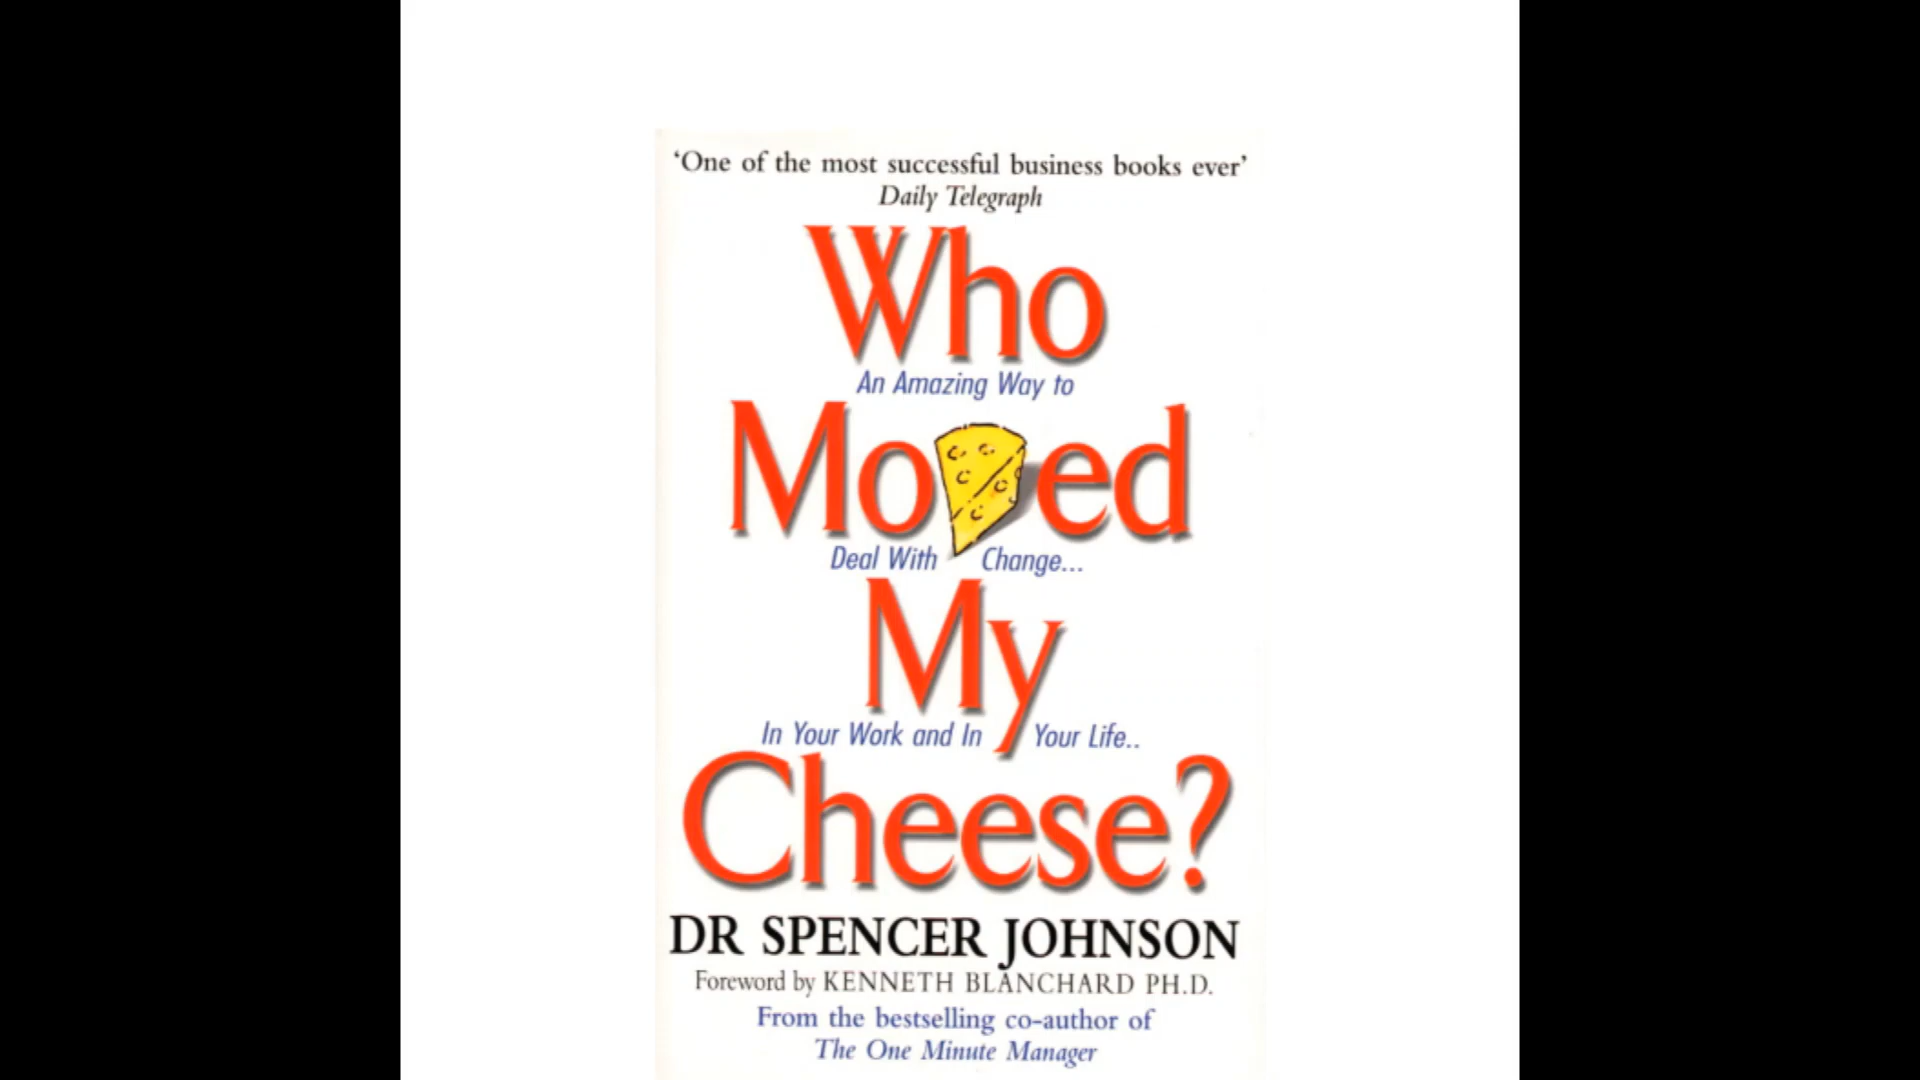 'One of the most successful business books ever'
Daily Telegraph
Who
An Amazing Way to
Moved
Deal With Change...
My
In Your Work and In Your Life..
Cheese?
DR SPENCER JOHNSON
Foreword by KENNETH BLANCHARD PH.D.
From the bestselling co-author of
The One Minute Manager